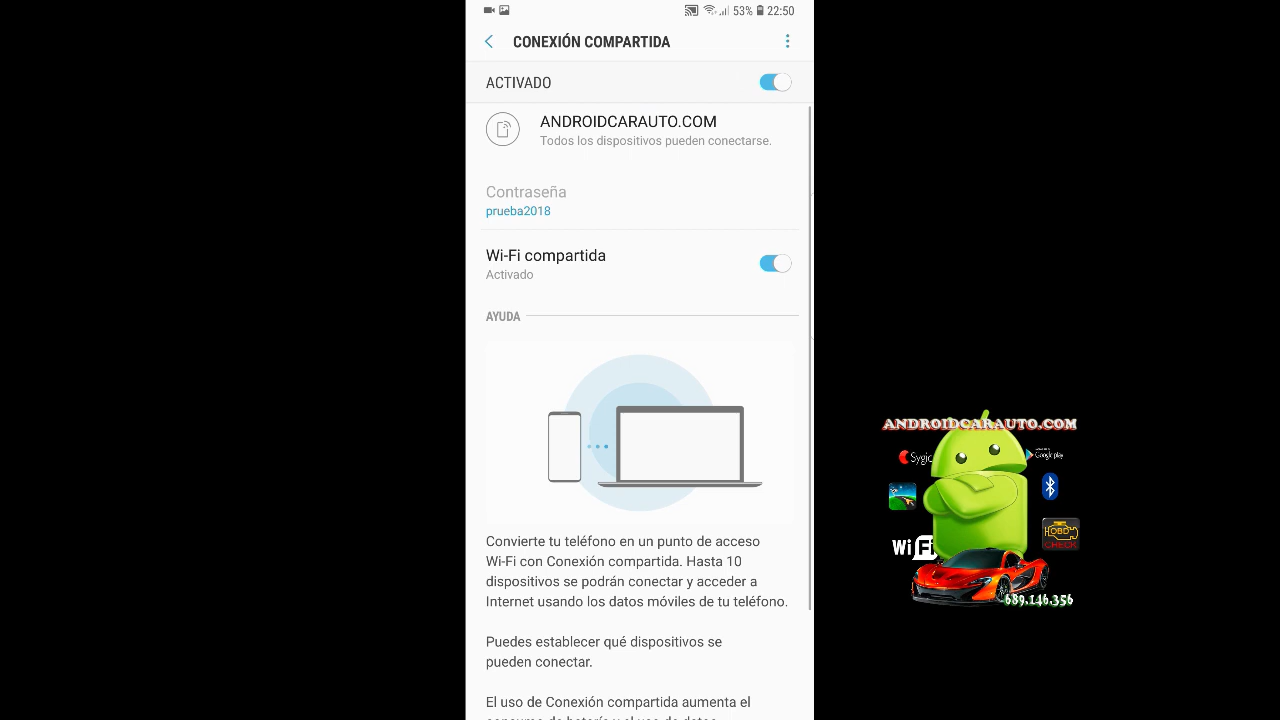 53% 22:50
CONEXIÓN COMPARTIDA
ACTIVADO
ANDROIDCARAUTO.COM
Todos los dispositivos pueden conectarse.
Contraseña
prueba2018
Wi-Fi compartida
Activado
AYUDA
Convierte tu teléfono en un punto de acceso
Wi-Fi con Conexión compartida. Hasta 10
dispositivos se podrán conectar y acceder a
Internet usando los datos móviles de tu teléfono.
Puedes establecer qué dispositivos se
pueden conectar.
El uso de Conexión compartida aumenta el
ANDROIDCARAUTO.COM
Sygic
Google play
WiFi
OBD
CHECK
689.146.356